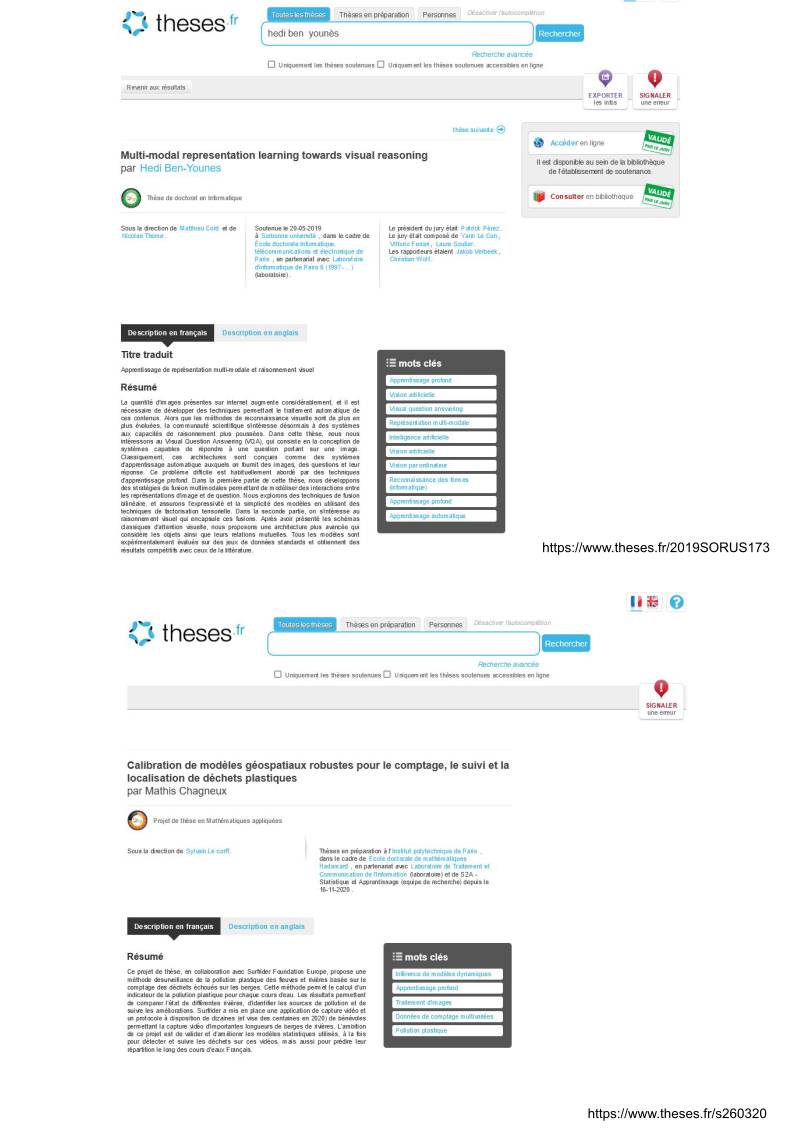 theses.fr
Toutes les thèses
Thèses en préparation
Personnes
Désactiver l'autocomplétion
hedi ben younès
Rechercher
Recherche avancée
Uniquement les thèses soutenues
Uniquement les thèses soutenues accessibles en ligne
Revenir aux résultats
EXPORTER
les infos
SIGNALER
une erreur
thèse suivante
Multi-modal representation learning towards visual reasoning
par Hedi Ben-Younes
Thèse de doctorat en Informatique
Sous la direction de Matthieu Cord et de
Nicolas Thome.
Soutenue le 20-05-2019
à Sorbonne université , dans le cadre de
École doctorale Informatique,
télécommunications et électronique de
Paris , en partenariat avec Laboratoire
d'informatique de Paris 6 (1997-...)
(laboratoire) .
Le président du jury était Patrick Pérez .
Le jury était composé de Yann Le Cun ,
Vittorio Ferrari , Laure Soulier.
Les rapporteurs étaient Jakob Verbeek ,
Christian Wolf.
Accéder en ligne
VALIDÉ
PAR LE JURY
Il est disponible au sein de la bibliothèque
de l'établissement de soutenance.
Consulter en bibliothèque
VALIDÉ
PAR LE JURY
Description en français
Description en anglais
Titre traduit
Apprentissage de représentation multi-modale et raisonnement visuel
Résumé
La quantité d'images présentes sur internet augmente considérablement, et il est
nécessaire de développer des techniques permettant le traitement automatique de
ces contenus. Alors que les méthodes de reconnaissance visuelle sont de plus en
plus évoluées, la communauté scientifique s'intéresse désormais à des systèmes
aux capacités de raisonnement plus poussées. Dans cette thèse, nous nous
intéressons au Visual Question Answering (VQA), qui consiste en la conception de
systèmes capables de répondre à une question portant sur une image.
Classiquement, ces architectures sont conçues comme des systèmes
d'apprentissage automatique auxquels on fournit des images, des questions et leur
réponse. Ce problème difficile est habituellement abordé par des techniques
d'apprentissage profond. Dans la première partie de cette thèse, nous développons
des stratégies de fusion multimodales permettant de modéliser des interactions entre
les représentations d'image et de question. Nous explorons des techniques de fusion
bilinéaire, et assurons l'expressivité et la simplicité des modèles en utilisant des
techniques de factorisation tensorielle. Dans la seconde partie, on s'intéresse au
raisonnement visuel qui encapsule ces fusions. Après avoir présenté les schémas
classiques d'attention visuelle, nous proposons une architecture plus avancée qui
considère les objets ainsi que leurs relations mutuelles. Tous les modèles sont
expérimentalement évalués sur des jeux de données standards et obtiennent des
résultats compétitifs avec ceux de la littérature.
mots clés
Apprentissage profond
Vision artificielle
Visual question answering
Représentation multi-modale
Intelligence artificielle
Vision artificielle
Vision par ordinateur
Reconnaissance des formes
(informatique)
Apprentissage profond
Apprentissage automatique
https://www.theses.fr/2019SORUS173
theses.fr
Toutes les thèses
Thèses en préparation
Personnes
Désactiver l'autocomplétion
Rechercher
Recherche avancée
Uniquement les thèses soutenues
Uniquement les thèses soutenues accessibles en ligne
?
SIGNALER
une erreur
Calibration de modèles géospatiaux robustes pour le comptage, le suivi et la
localisation de déchets plastiques
par Mathis Chagneux
Projet de thèse en Mathématiques appliquées
Sous la direction de Sylvain Le corff.
Thèses en préparation à l'Institut polytechnique de Paris ,
dans le cadre de École doctorale de mathématiques
Hadamard , en partenariat avec Laboratoire de Traitement et
Communication de l'Information (laboratoire) et de S2A -
Statistique et Apprentissage (equipe de recherche) depuis le
16-11-2020 .
Description en français
Description en anglais
Résumé
Ce projet de thèse, en collaboration avec Surfrider Foundation Europe, propose une
méthode desurveillance de la pollution plastique des fleuves et rivières basée sur le
comptage des déchets échoués sur les berges. Cette méthode permet le calcul d'un
indicateur de la pollution plastique pour chaque cours d'eau. Les résultats permettent
de comparer l'état de différentes rivières, d'identifier les sources de pollution et de
suivre les améliorations. Surfrider a mis en place une application de capture vidéo et
un protocole à disposition de dizaines (et vise des centaines en 2020) de bénévoles
permettant la capture vidéo d'importantes longueurs de berges de rivières. L'ambition
de ce projet est de valider et d'améliorer les modèles statistiques utilisés, à la fois
pour détecter et suivre les déchets sur ces vidéos, mais aussi pour prédire leur
répartition le long des cours d'eaux Français.
mots clés
Inférence de modèles dynamiques
Apprentissage profond
Traitement d'images
Données de comptage multivariées
Pollution plastique
https://www.theses.fr/s260320